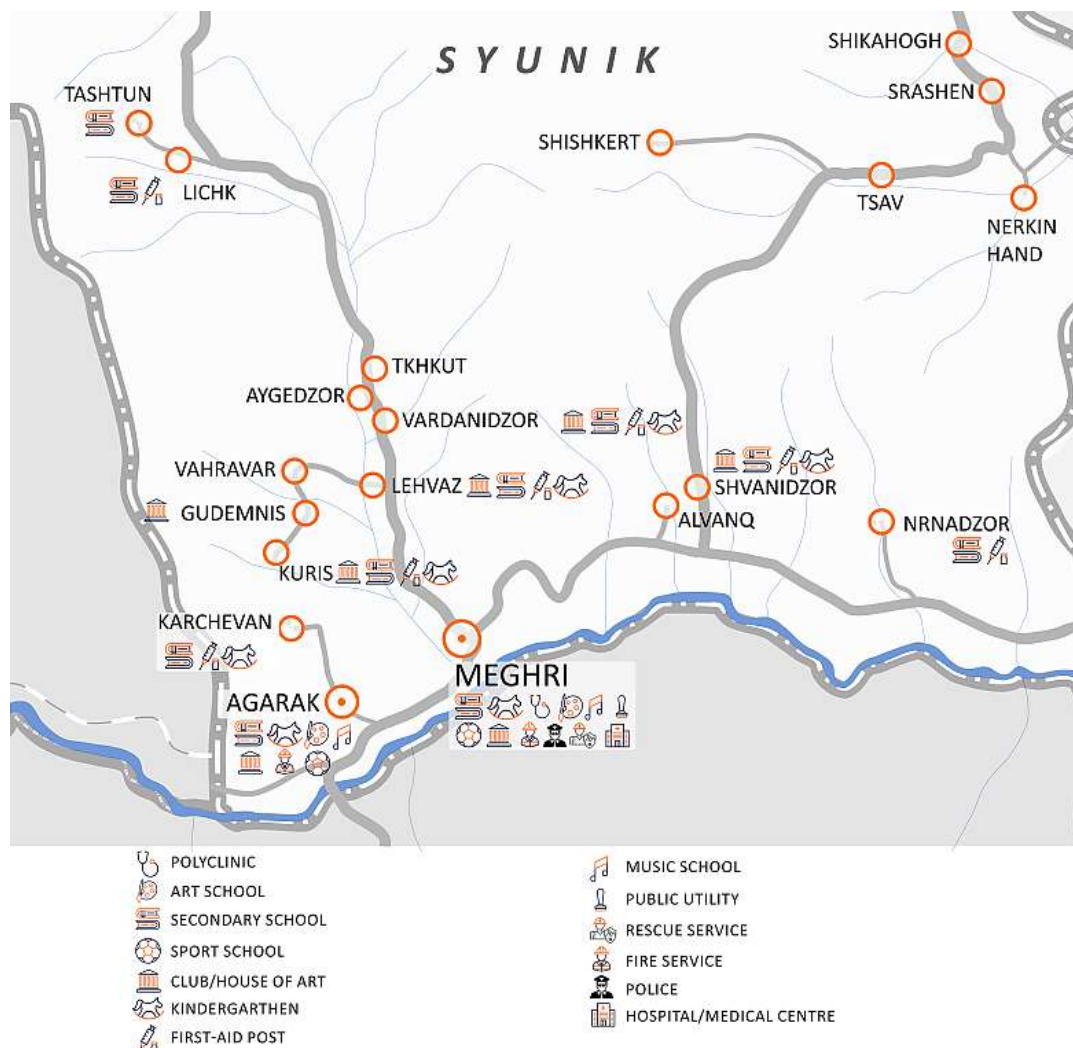 SYUNIK
SHIKAHOGH
SRASHEN
TASHTUN
SHISHKERT
LICHK
TSAV
NERKIN
HAND
TKHKUT
AYGEDZOR
VARDANIDZOR
VAHRAVAR
LEHVAZ
SHVANIDZOR
GUDEMNIS
ALVANQ
NRNADZOR
KURIS
KARCHEVAN
MEGHRI
AGARAK
POLYCLINIC
ART SCHOOL
SECONDARY SCHOOL
SPORT SCHOOL
CLUB/HOUSE OF ART
KINDERGARTHEN
FIRST-AID POST
MUSIC SCHOOL
PUBLIC UTILITY
RESCUE SERVICE
FIRE SERVICE
POLICE
HOSPITAL/MEDICAL CENTRE